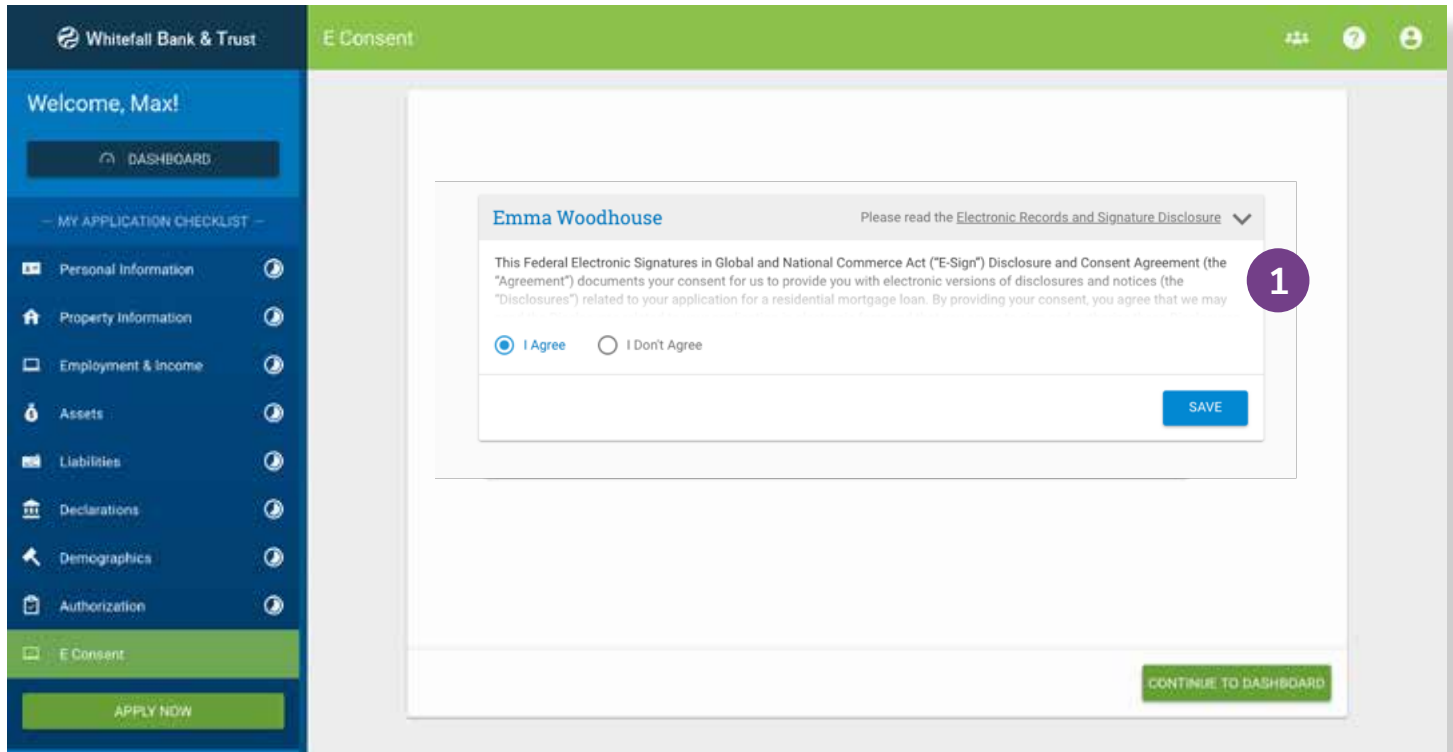 Whitefall Bank & Trust
E Consent
Welcome, Max!
DASHBOARD
— MY APPLICATION CHECKLIST —
Personal Information
Property Information
Employment & Income
Assets
Liabilities
Declarations
Demographics
Authorization
E Consent
APPLY NOW
Emma Woodhouse
Please read the Electronic Records and Signature Disclosure
This Federal Electronic Signatures in Global and National Commerce Act ("E-Sign") Disclosure and Consent Agreement (the
"Agreement") documents your consent for us to provide you with electronic versions of disclosures and notices (the
"Disclosures") related to your application for a residential mortgage loan. By providing your consent, you agree that we may
1
I Agree
I Don't Agree
SAVE
CONTINUE TO DASHBOARD